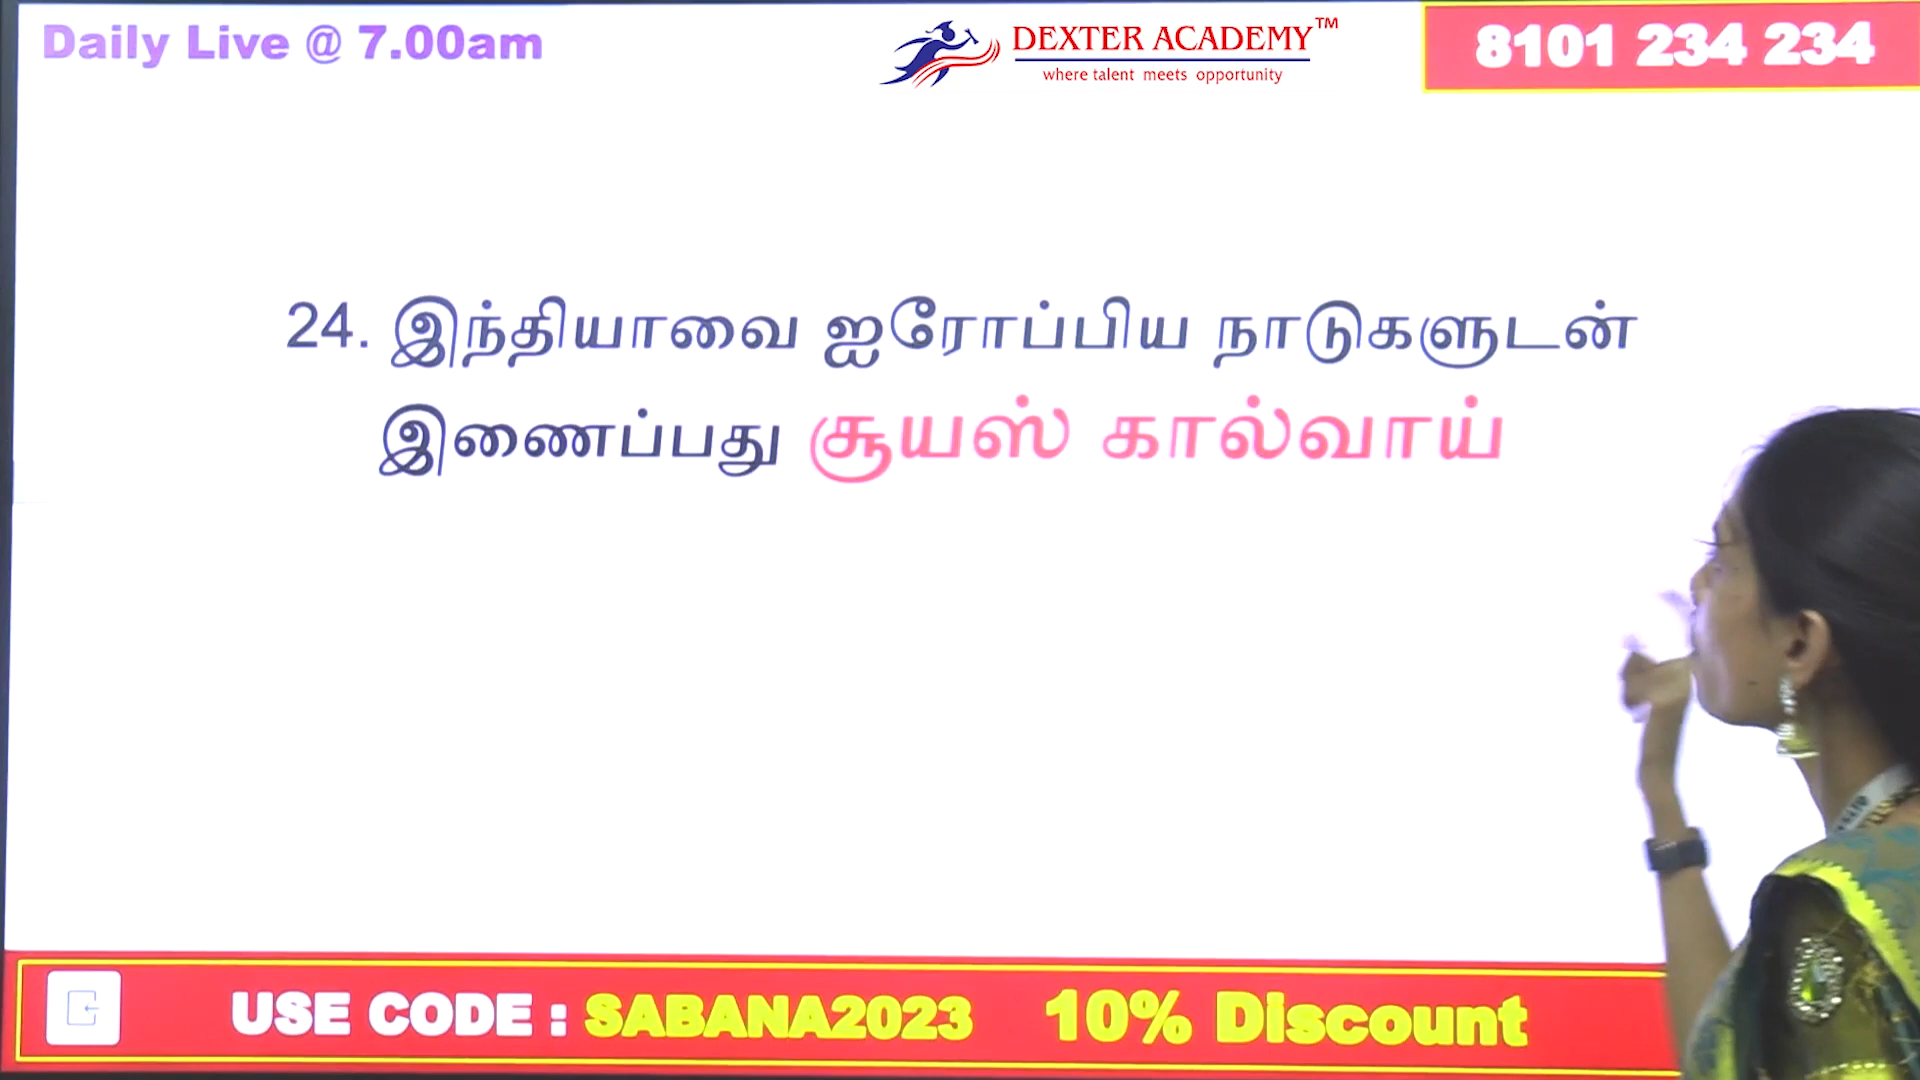 Daily Live @ 7.00am
DEXTER ACADEMY™
where talent meets opportunity
8101 234 234
24. இந்தியாவை ஐரோப்பிய நாடுகளுடன்
இணைப்பது சூயஸ் கால்வாய்
USE CODE : SABANA2023 10% Discount